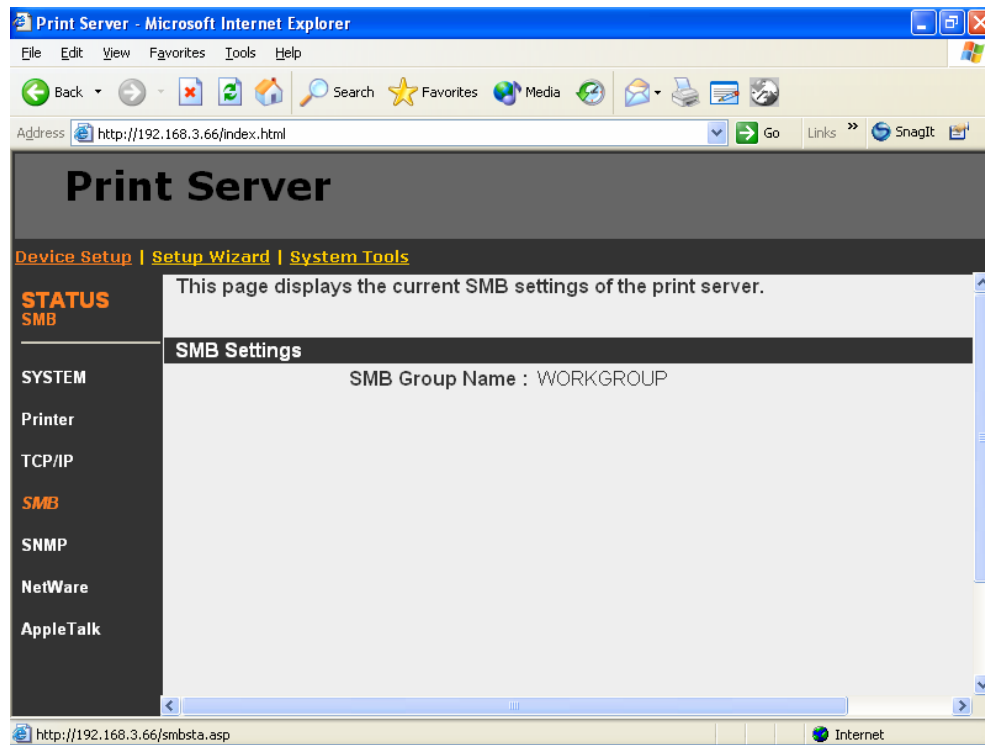 Print Server - Microsoft Internet Explorer
File Edit View Favorites Tools Help
Back Search Favorites Media
Address http://192.168.3.66/index.html Go Links » SnagIt
Print Server
Device Setup | Setup Wizard | System Tools
STATUS
SMB
SYSTEM
Printer
TCP/IP
SMB
SNMP
NetWare
AppleTalk
This page displays the current SMB settings of the print server.
SMB Settings
SMB Group Name : WORKGROUP
http://192.168.3.66/smbsta.asp Internet